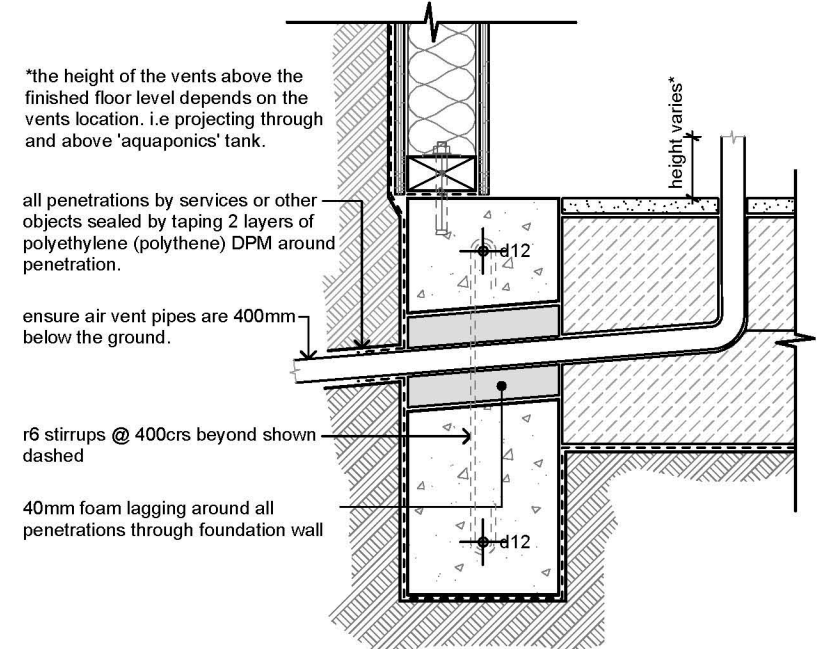 *the height of the vents above the
finished floor level depends on the
vents location. i.e projecting through
and above 'aquaponics' tank.
height varies*
all penetrations by services or other
objects sealed by taping 2 layers of
polyethylene (polythene) DPM around
penetration.
d12
ensure air vent pipes are 400mm
below the ground.
r6 stirrups @ 400crs beyond shown
dashed
40mm foam lagging around all
penetrations through foundation wall
d12